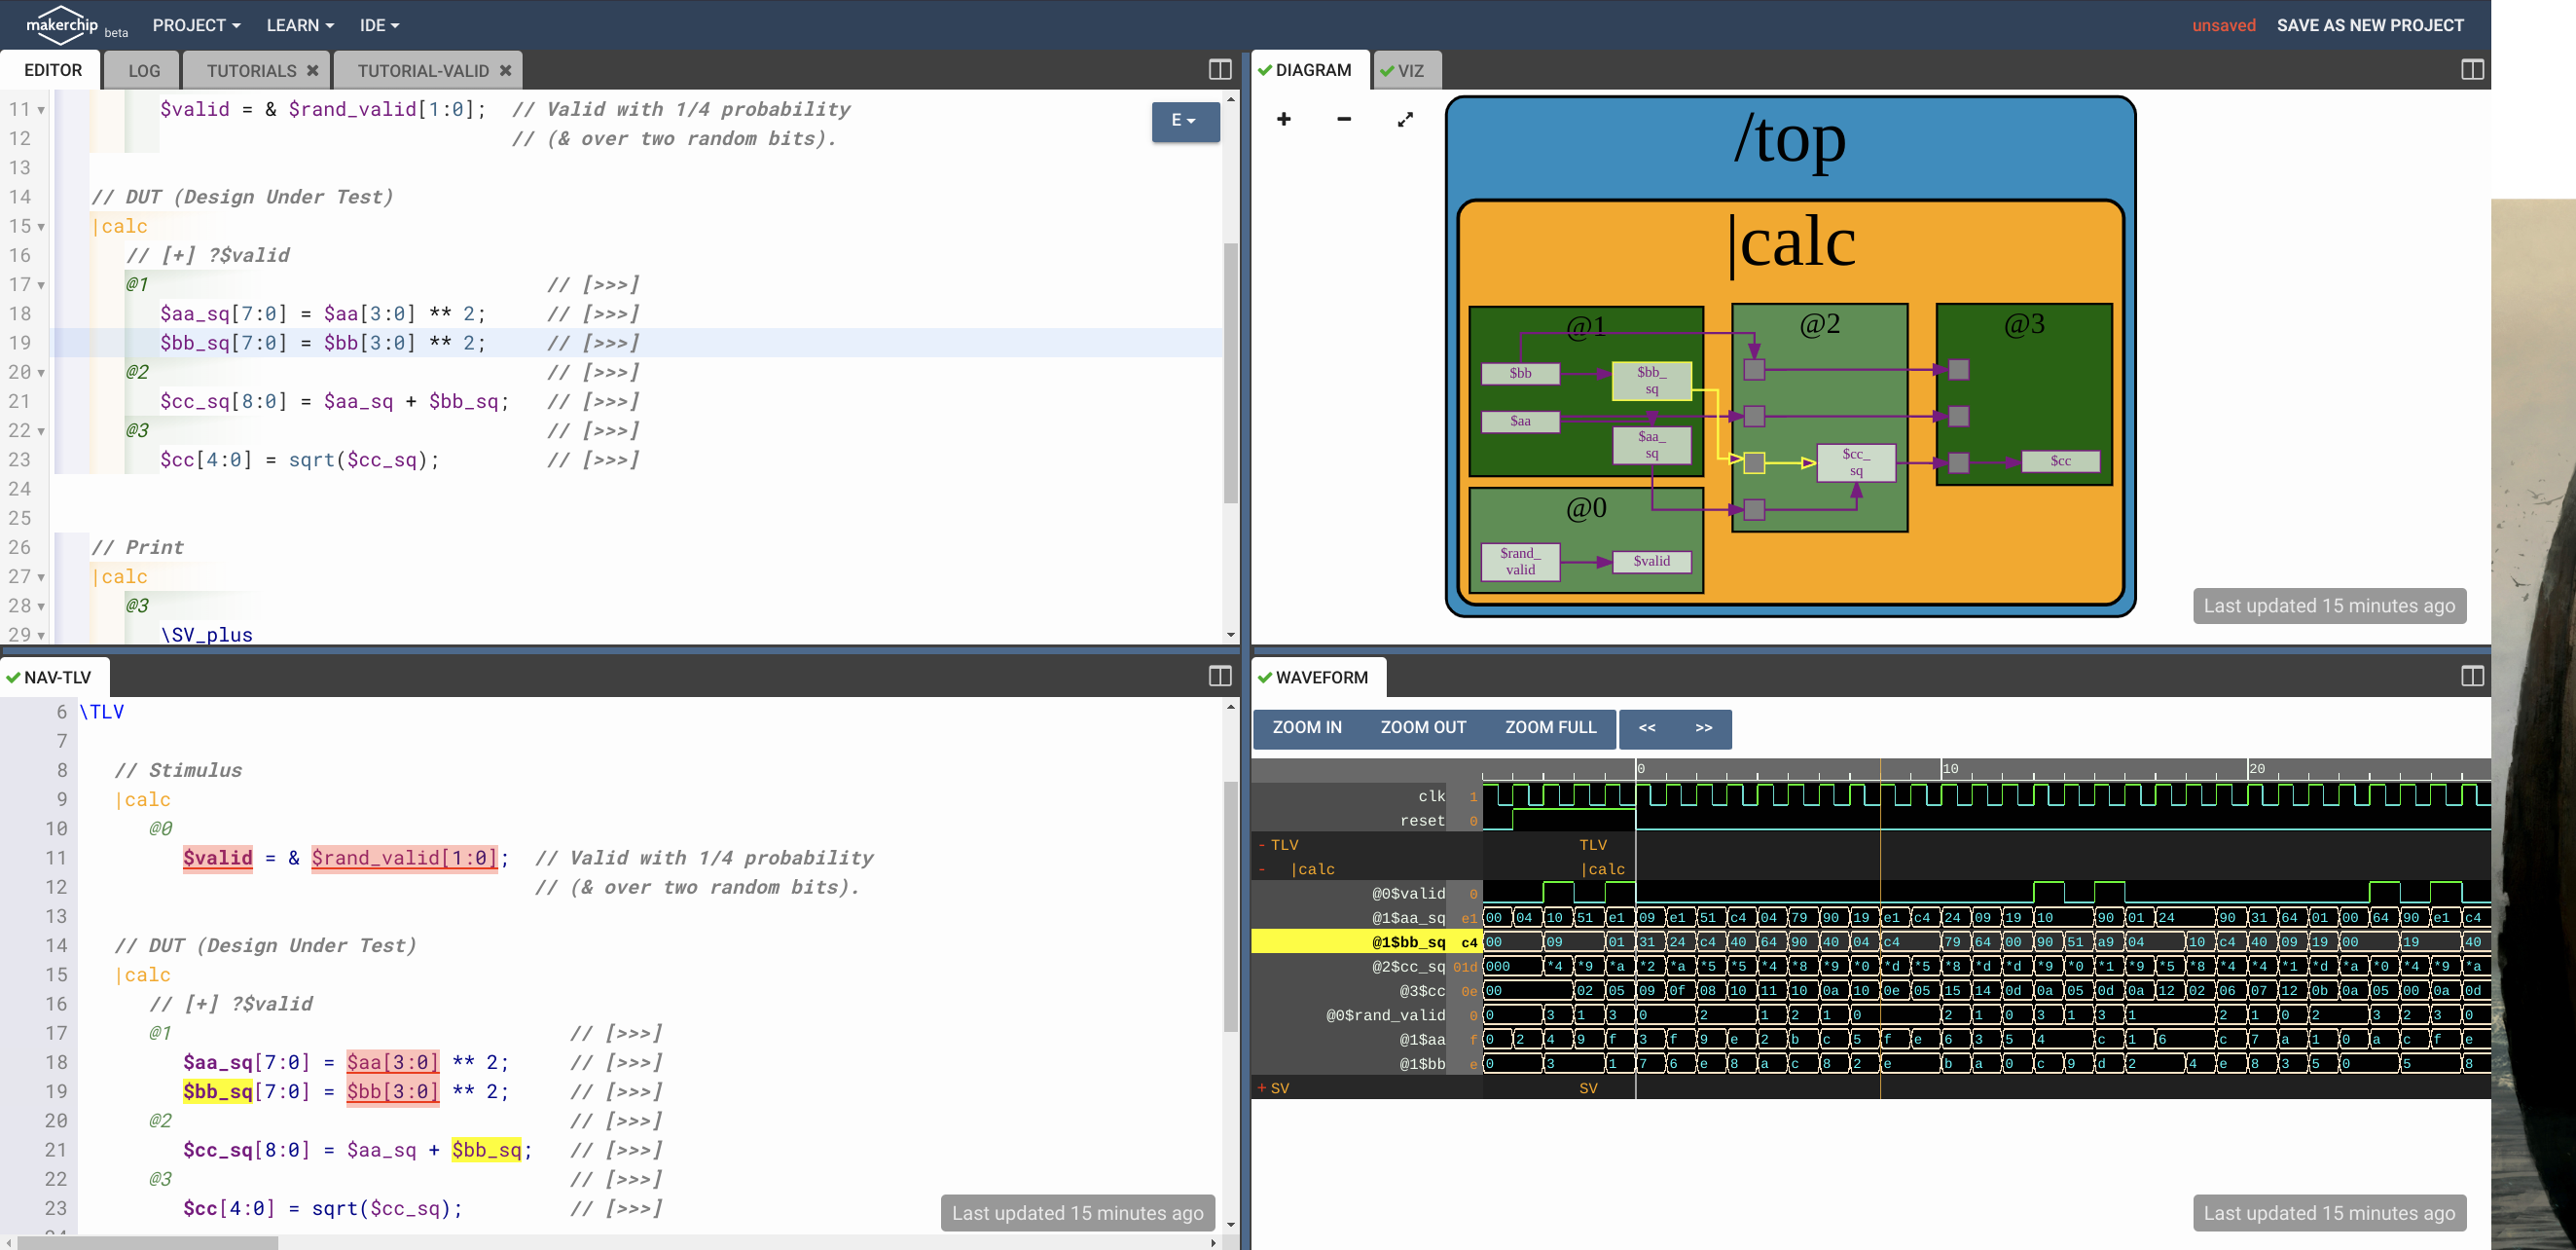 makerchip beta PROJECT LEARN IDE unsaved SAVE AS NEW PROJECT
EDITOR LOG TUTORIALS TUTORIAL-VALID
11 $valid = & $rand_valid[1:0]; // Valid with 1/4 probability
12 // (& over two random bits).
13
14 // DUT (Design Under Test)
15 |calc
16 // [+] ?$valid
17 @1 // [>>>]
18 $aa_sq[7:0] = $aa[3:0] ** 2; // [>>>]
19 $bb_sq[7:0] = $bb[3:0] ** 2; // [>>>]
20 @2 // [>>>]
21 $cc_sq[8:0] = $aa_sq + $bb_sq; // [>>>]
22 @3 // [>>>]
23 $cc[4:0] = sqrt($cc_sq); // [>>>]
24
25
26 // Print
27 |calc
28 @3
29 \SV_plus
E
DIAGRAM VIZ
+ −
/top
|calc
@1 @2 @3
$bb $bb_
sq
$aa $aa_
sq
$cc_
sq
$cc
@0
$rand_
valid
$valid
Last updated 15 minutes ago
NAV-TLV
6 \TLV
7
8 // Stimulus
9 |calc
10 @0
11 $valid = & $rand_valid[1:0]; // Valid with 1/4 probability
12 // (& over two random bits).
13
14 // DUT (Design Under Test)
15 |calc
16 // [+] ?$valid
17 @1 // [>>>]
18 $aa_sq[7:0] = $aa[3:0] ** 2; // [>>>]
19 $bb_sq[7:0] = $bb[3:0] ** 2; // [>>>]
20 @2 // [>>>]
21 $cc_sq[8:0] = $aa_sq + $bb_sq; // [>>>]
22 @3 // [>>>]
23 $cc[4:0] = sqrt($cc_sq); // [>>>]
Last updated 15 minutes ago
WAVEFORM
ZOOM IN ZOOM OUT ZOOM FULL << >>
0 10 20
clk 1
reset 0
- TLV TLV
- |calc |calc
@0$valid 0
@1$aa_sq e1 00 04 10 51 e1 09 e1 51 c4 04 79 90 19 e1 c4 24 09 19 10 90 01 24 90 31 64 01 00 64 90 e1 c4
@1$bb_sq c4 00 09 01 31 24 c4 40 64 90 40 04 c4 79 64 00 90 51 a9 04 10 c4 40 09 19 00 19 40
@2$cc_sq 01d 000 *4 *9 *a *2 *a *5 *5 *4 *8 *9 *0 *d *5 *8 *d *d *9 *0 *1 *9 *5 *8 *4 *4 *1 *d *a *0 *4 *9 *a
@3$cc 0e 00 02 05 09 0f 08 10 11 10 0a 10 0e 05 15 14 0d 0a 05 0d 0a 12 02 06 07 12 0b 0a 05 00 0a 0d
@0$rand_valid 0 0 3 1 3 0 2 1 2 1 0 2 1 0 3 1 3 1 2 1 0 2 3 2 3 0
@1$aa f 0 2 4 9 f 3 f 9 e 2 b c 5 f e 6 3 5 4 c 1 6 c 7 a 1 0 a c f e
@1$bb e 0 3 1 7 6 e 8 a c 8 2 e b a 0 c 9 d 2 4 e 8 3 5 0 5 8
+ SV SV
Last updated 15 minutes ago